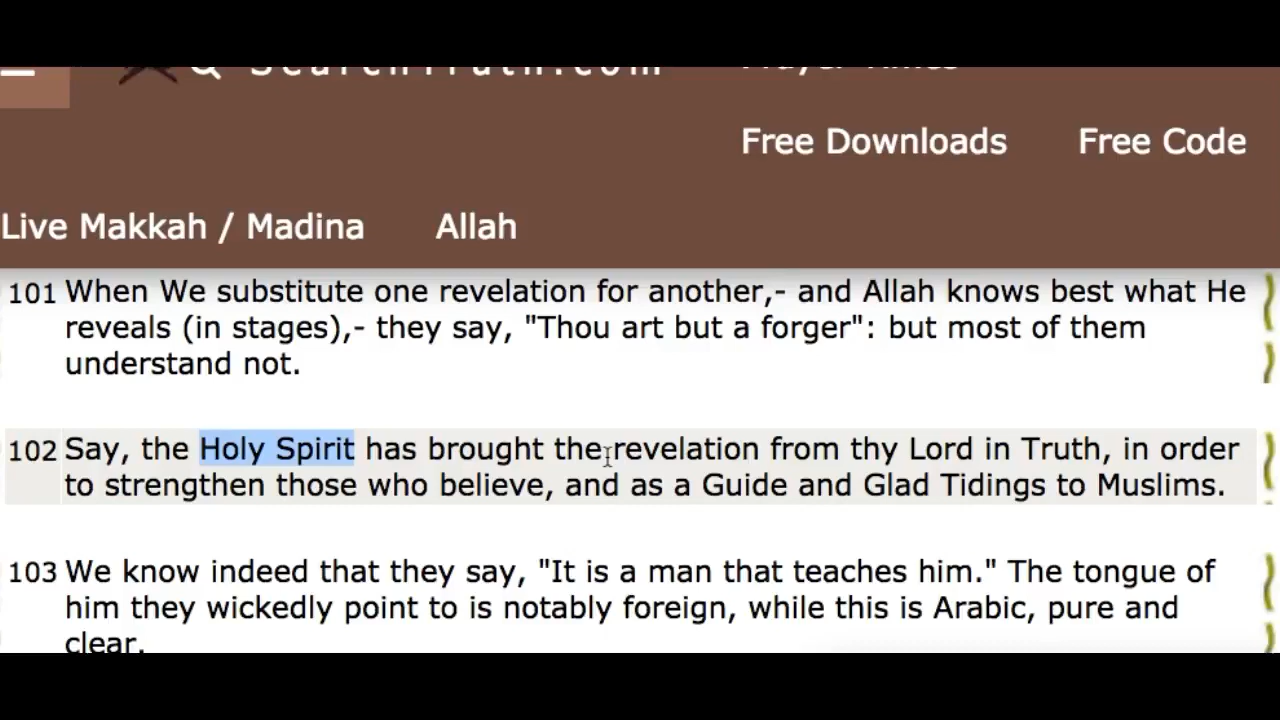 SearchTruth.com
Prayer Times
Free Downloads Free Code
Live Makkah / Madina Allah
101 When We substitute one revelation for another,- and Allah knows best what He
reveals (in stages),- they say, "Thou art but a forger": but most of them
understand not.
102 Say, the Holy Spirit has brought the revelation from thy Lord in Truth, in order
to strengthen those who believe, and as a Guide and Glad Tidings to Muslims.
103 We know indeed that they say, "It is a man that teaches him." The tongue of
him they wickedly point to is notably foreign, while this is Arabic, pure and
clear.